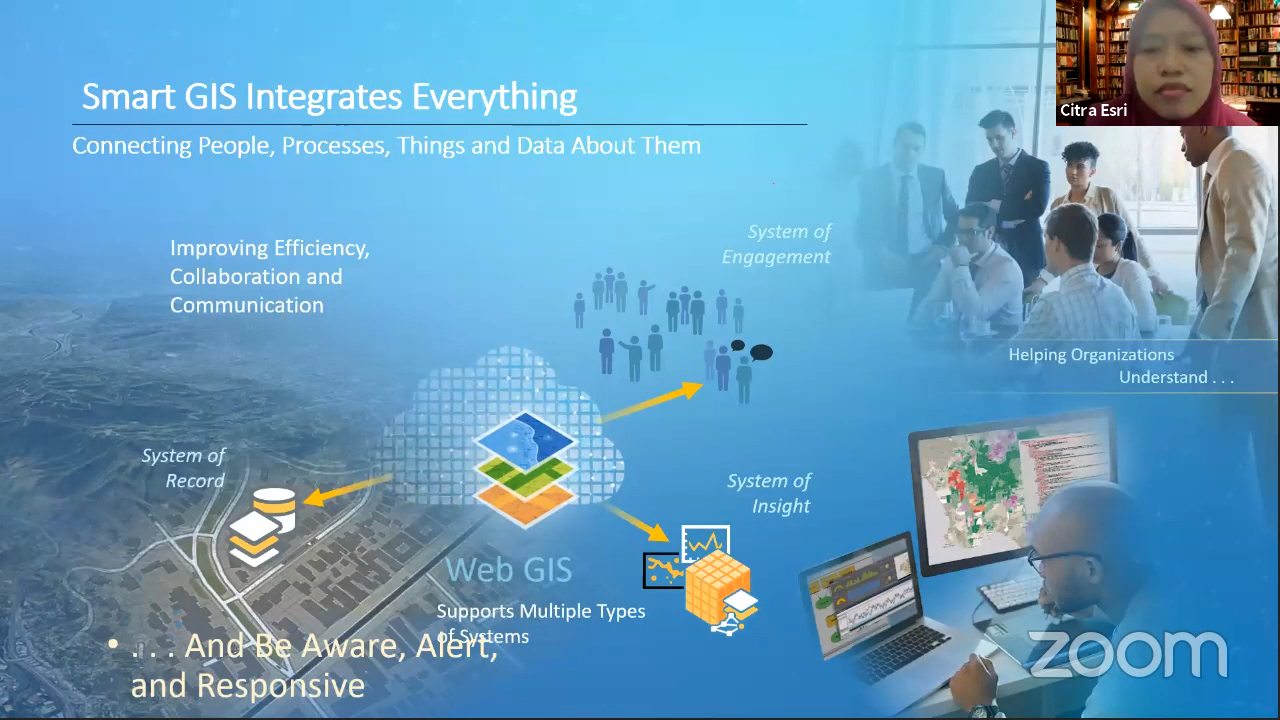 Smart GIS Integrates Everything
Connecting People, Processes, Things and Data About Them
Citra Esri
Improving Efficiency,
Collaboration and
Communication
System of
Engagement
Helping Organizations
Understand . . .
System of
Record
System of
Insight
Web GIS
Supports Multiple Types
of Systems
• . . . And Be Aware, Alert,
and Responsive
zoom